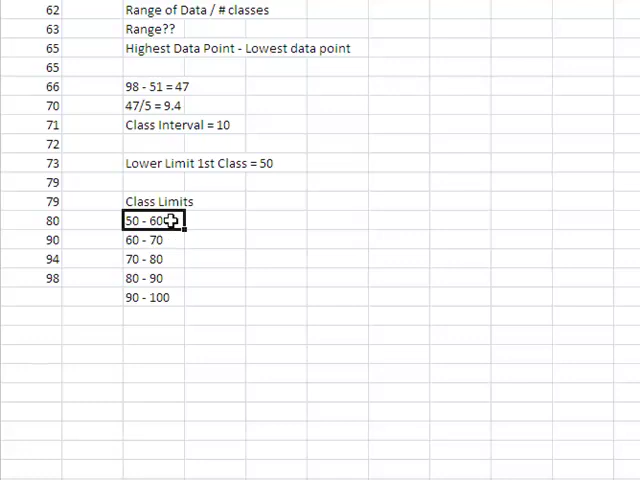 62 Range of Data / # classes
63 Range??
65 Highest Data Point - Lowest data point
65
66 98 - 51 = 47
70 47/5 = 9.4
71 Class Interval = 10
72
73 Lower Limit 1st Class = 50
79
79 Class Limits
80 50 - 60
90 60 - 70
94 70 - 80
98 80 - 90
90 - 100